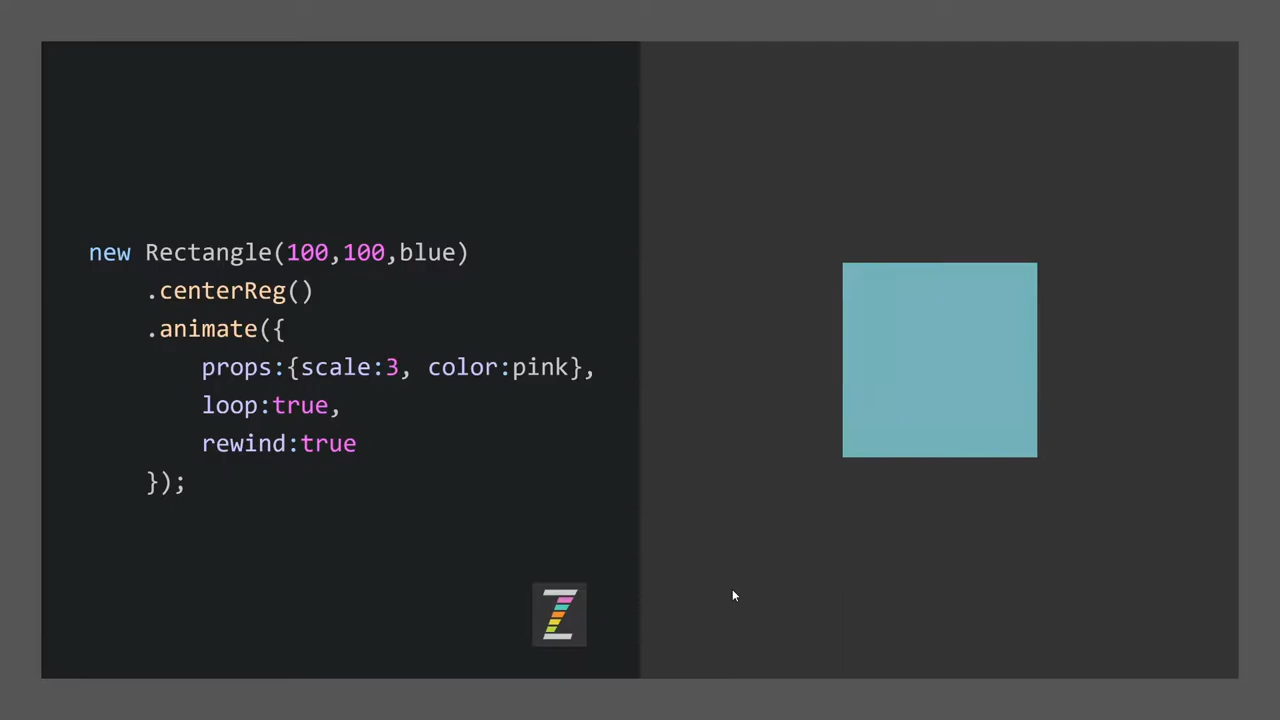 new Rectangle(100,100,blue)
.centerReg()
.animate({
props:{scale:3, color:pink},
loop:true,
rewind:true
});
Z